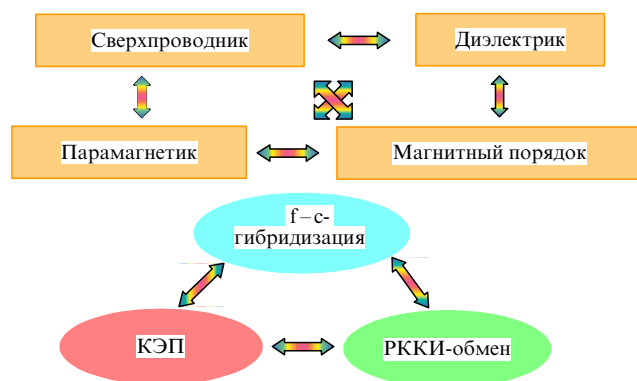 Сверхпроводник
Диэлектрик
Парамагнетик
Магнитный порядок
f – c-
гибридизация
КЭП
РККИ-обмен